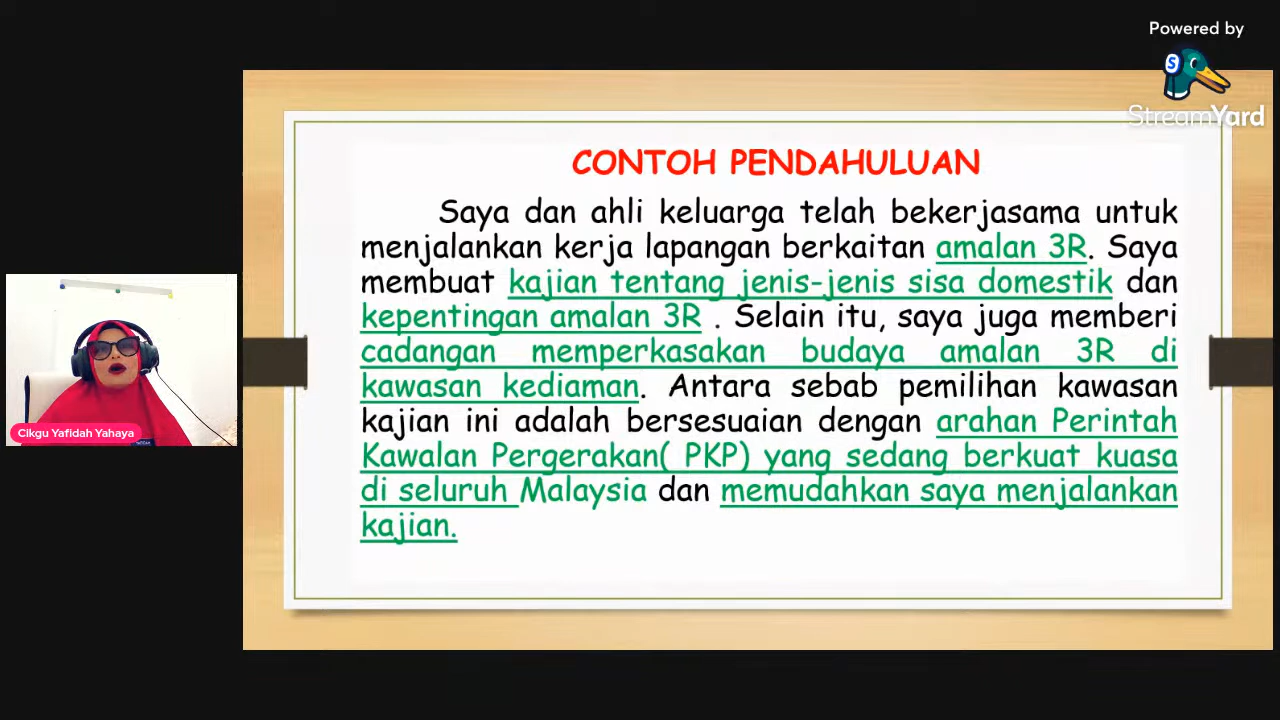 Powered by
S
StreamYard
CONTOH PENDAHULUAN
Saya dan ahli keluarga telah bekerjasama untuk
menjalankan kerja lapangan berkaitan amalan 3R. Saya
membuat kajian tentang jenis-jenis sisa domestik dan
kepentingan amalan 3R . Selain itu, saya juga memberi
cadangan memperkasakan budaya amalan 3R di
kawasan kediaman. Antara sebab pemilihan kawasan
kajian ini adalah bersesuaian dengan arahan Perintah
Kawalan Pergerakan( PKP) yang sedang berkuat kuasa
di seluruh Malaysia dan memudahkan saya menjalankan
kajian.
Cikgu Yafidah Yahaya